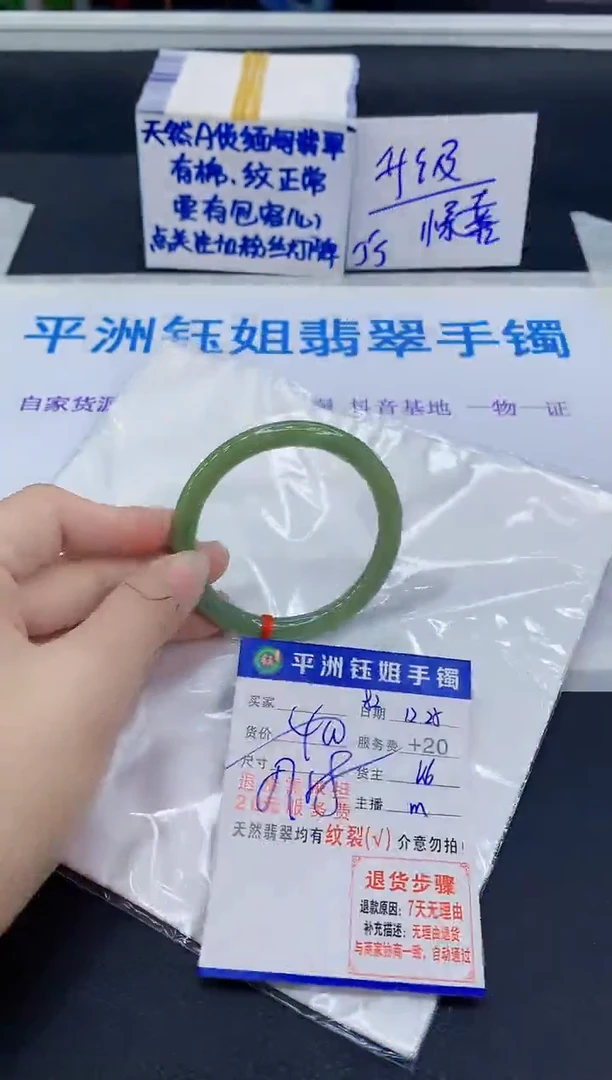 天然A货缅甸翡翠
有棉、纹正常
要有包容心
点关注加粉丝灯牌
升级
惊喜
平洲钰姐翡翠手镯
自家货源 抖音基地 一物一证
平洲钰姐手镯
买家
日期 12 25
货价
服务费 +20
尺寸
货主 66
主播 m
天然翡翠均有纹裂(√) 介意勿拍!
退货步骤
退款原因: 7天无理由
补充描述: 无理由退货
与商家协商一致, 自动通过